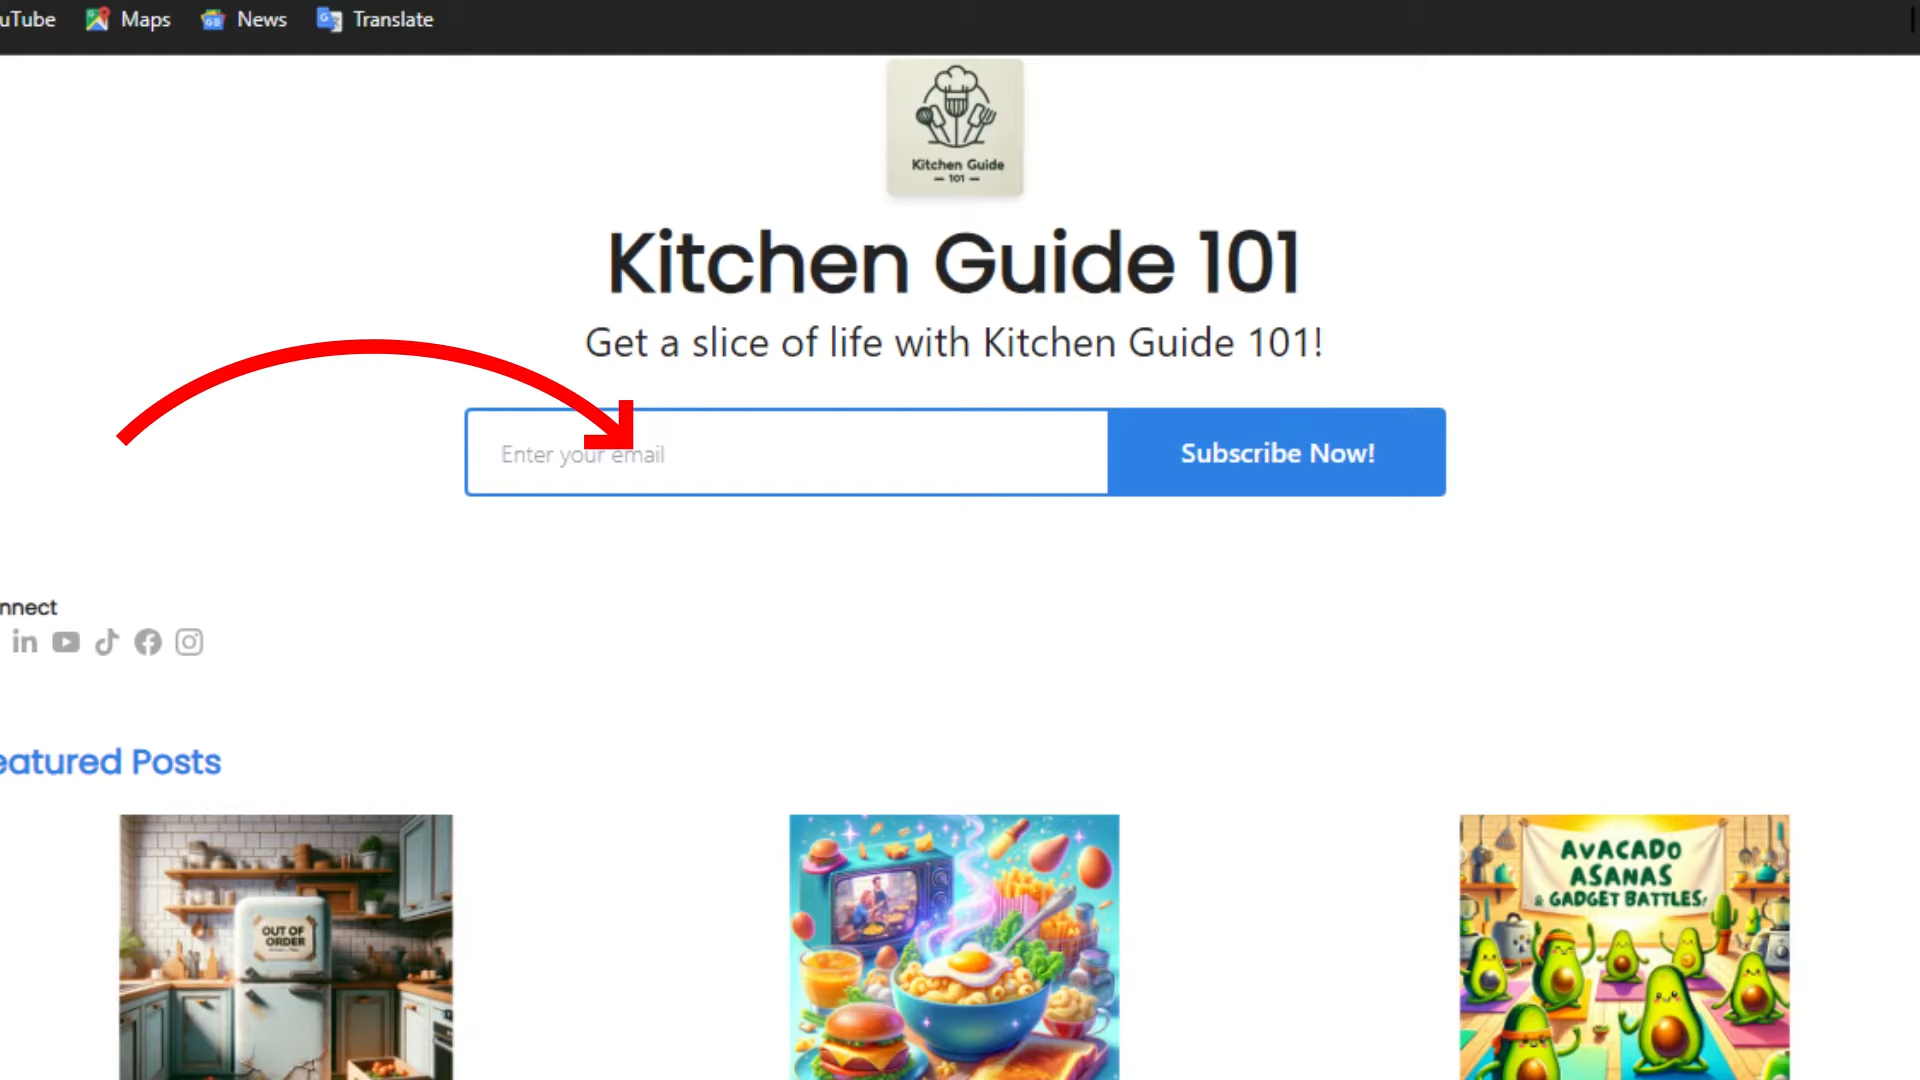 uTube Maps News Translate
Kitchen Guide
— 101 —
Kitchen Guide 101
Get a slice of life with Kitchen Guide 101!
Enter your email
Subscribe Now!
nnect
in
eatured Posts
OUT OF
ORDER
AVACADO
ASANAS
& GADGET BATTLES!